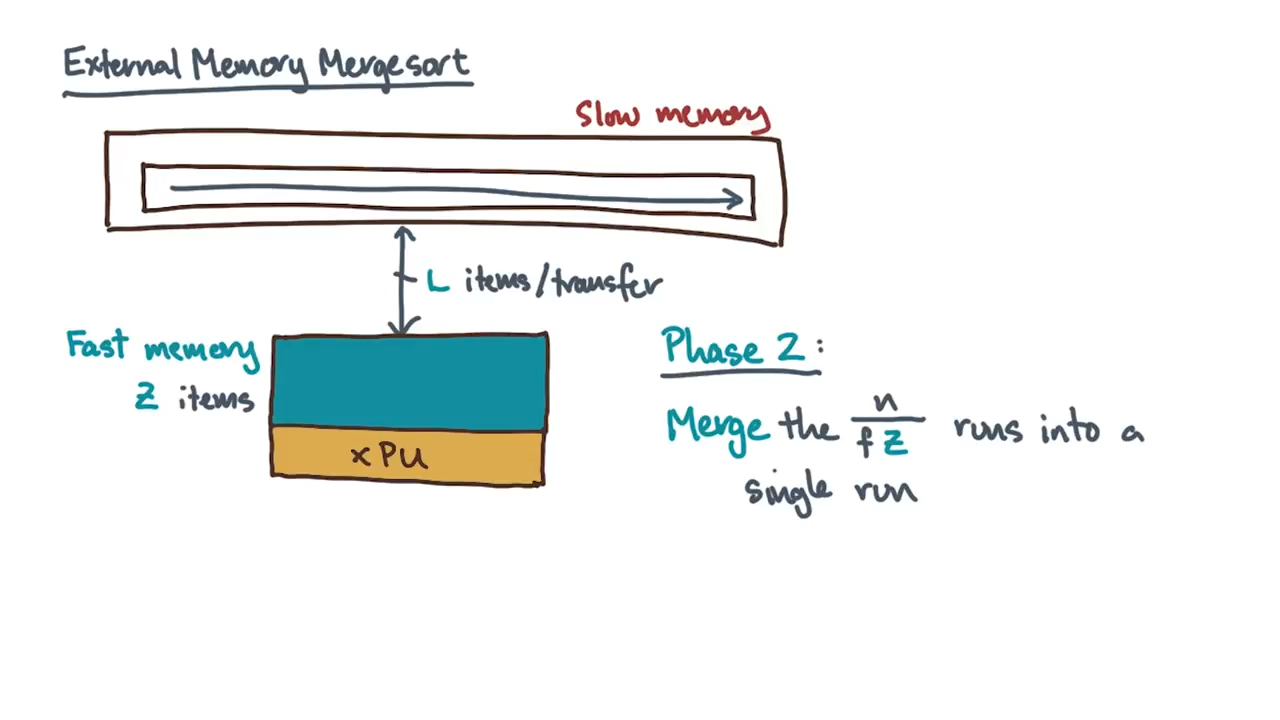 External Memory Mergesort
Slow memory
L items/transfer
Fast memory
Z items
xPU
Phase 2:
Merge the n/fZ runs into a
single run